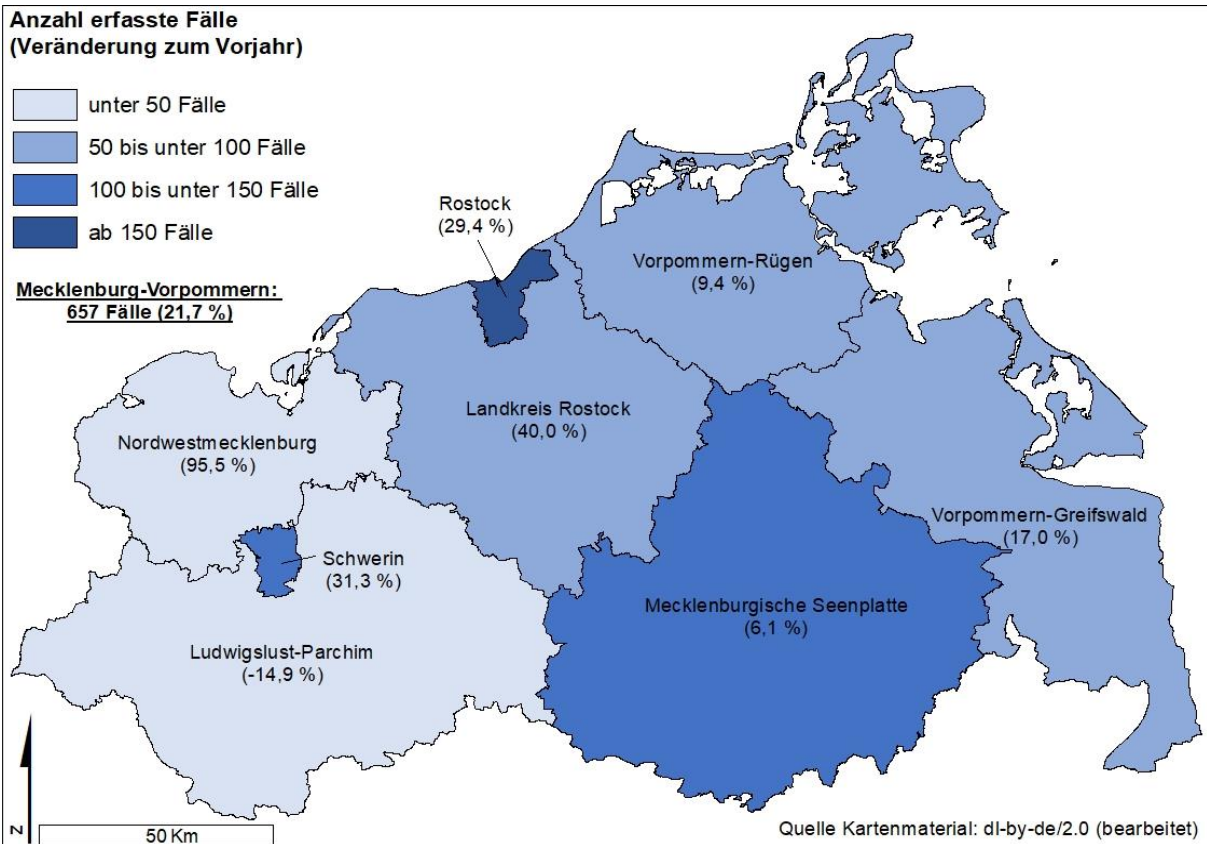 Anzahl erfasste Fälle
(Veränderung zum Vorjahr)
unter 50 Fälle
50 bis unter 100 Fälle
100 bis unter 150 Fälle
ab 150 Fälle
Mecklenburg-Vorpommern:
657 Fälle (21,7 %)
Rostock
(29,4 %)
Vorpommern-Rügen
(9,4 %)
Landkreis Rostock
(40,0 %)
Nordwestmecklenburg
(95,5 %)
Vorpommern-Greifswald
(17,0 %)
Schwerin
(31,3 %)
Mecklenburgische Seenplatte
(6,1 %)
Ludwigslust-Parchim
(-14,9 %)
N
50 Km
Quelle Kartenmaterial: dl-by-de/2.0 (bearbeitet)